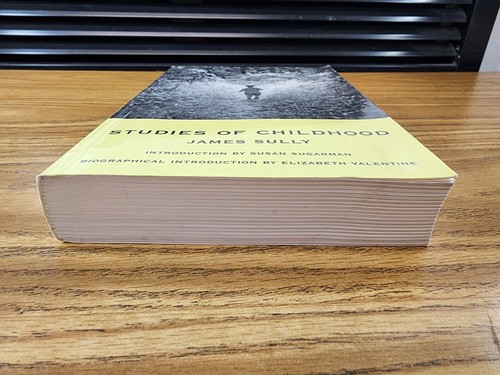 STUDIES OF CHILDHOOD
JAMES SULLY
INTRODUCTION BY SUSAN SUGARMAN
BIOGRAPHICAL INTRODUCTION BY ELIZABETH VALENTINE